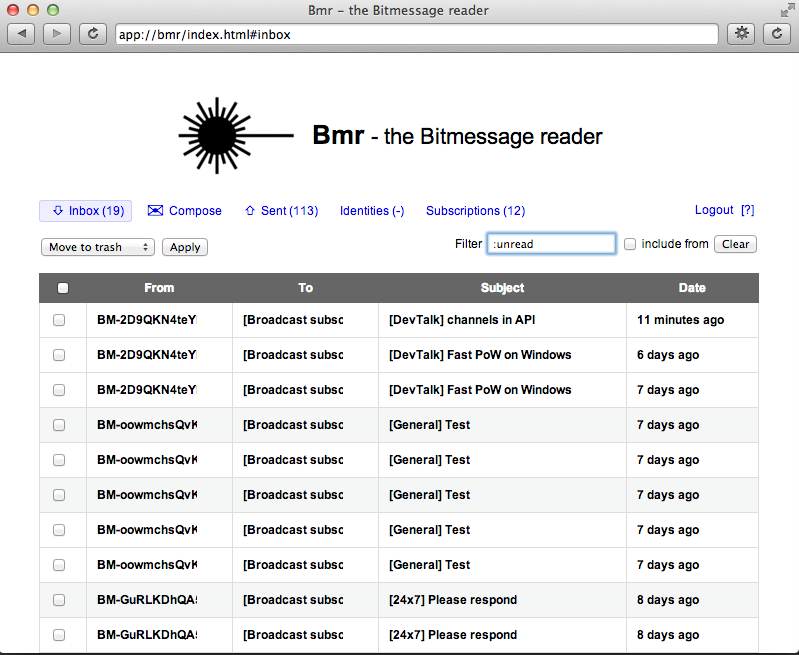 Bmr – the Bitmessage reader
app://bmr/index.html#inbox
Bmr - the Bitmessage reader
Inbox (19) Compose Sent (113) Identities (-) Subscriptions (12) Logout [?]
Move to trash Apply Filter :unread include from Clear
From To Subject Date
BM-2D9QKN4teY [Broadcast subsc [DevTalk] channels in API 11 minutes ago
BM-2D9QKN4teY [Broadcast subsc [DevTalk] Fast PoW on Windows 6 days ago
BM-2D9QKN4teY [Broadcast subsc [DevTalk] Fast PoW on Windows 7 days ago
BM-oowmchsQvK [Broadcast subsc [General] Test 7 days ago
BM-oowmchsQvK [Broadcast subsc [General] Test 7 days ago
BM-oowmchsQvK [Broadcast subsc [General] Test 7 days ago
BM-oowmchsQvK [Broadcast subsc [General] Test 7 days ago
BM-oowmchsQvK [Broadcast subsc [General] Test 7 days ago
BM-GuRLKDhQA5 [Broadcast subsc [24x7] Please respond 8 days ago
BM-GuRLKDhQA5 [Broadcast subsc [24x7] Please respond 8 days ago